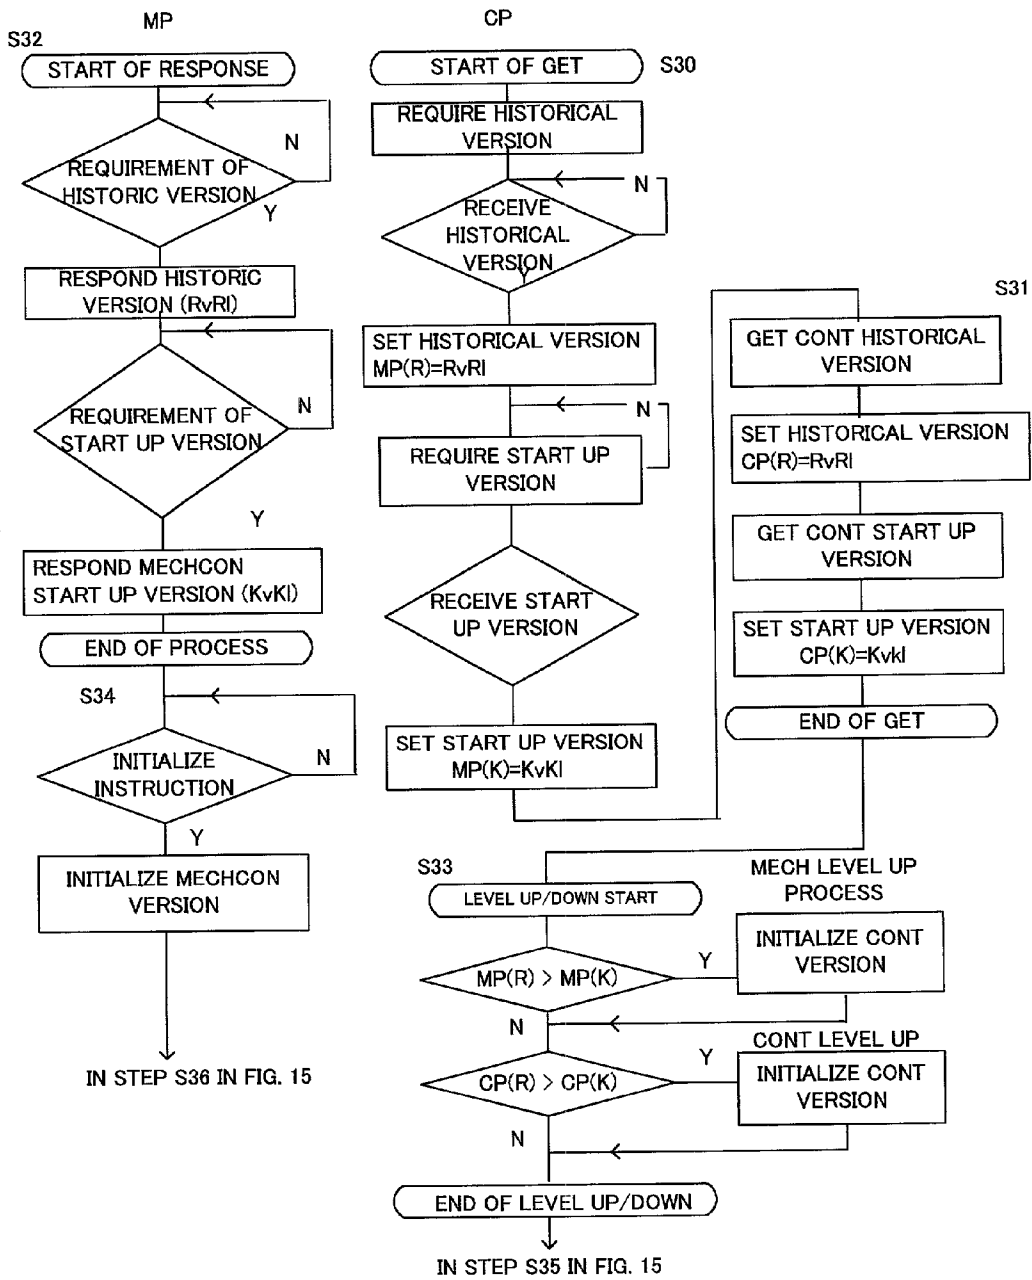 MP
S32
START OF RESPONSE
N
REQUIREMENT OF
HISTORIC VERSION
Y
RESPOND HISTORIC
VERSION (RvRl)
N
REQUIREMENT OF
START UP VERSION
Y
RESPOND MECHCON
START UP VERSION (KvKl)
END OF PROCESS
S34
N
INITIALIZE
INSTRUCTION
Y
INITIALIZE MECHCON
VERSION
IN STEP S36 IN FIG. 15
CP
START OF GET
S30
REQUIRE HISTORICAL
VERSION
N
RECEIVE
HISTORICAL
VERSION
Y
SET HISTORICAL VERSION
MP(R)=RvRl
N
REQUIRE START UP
VERSION
RECEIVE START
UP VERSION
SET START UP VERSION
MP(K)=KvKl
S31
GET CONT HISTORICAL
VERSION
SET HISTORICAL VERSION
CP(R)=RvRl
GET CONT START UP
VERSION
SET START UP VERSION
CP(K)=Kvkl
END OF GET
S33
LEVEL UP/DOWN START
MECH LEVEL UP
PROCESS
MP(R) > MP(K)
Y
INITIALIZE CONT
VERSION
N
CONT LEVEL UP
CP(R) > CP(K)
Y
INITIALIZE CONT
VERSION
N
END OF LEVEL UP/DOWN
IN STEP S35 IN FIG. 15